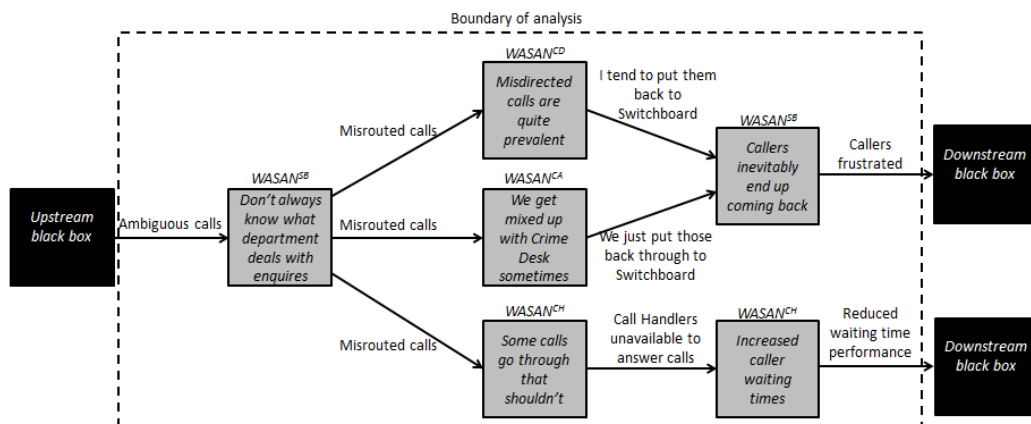 Boundary of analysis
Upstream
black box
Ambiguous calls
WASAN^SB
Don't always
know what
department
deals with
enquires
Misrouted calls
Misrouted calls
Misrouted calls
WASAN^CD
Misdirected
calls are
quite
prevalent
I tend to put them
back to
Switchboard
WASAN^CA
We get
mixed up
with Crime
Desk
sometimes
We just put those
back through to
Switchboard
WASAN^SB
Callers
inevitably
end up
coming back
Callers
frustrated
Downstream
black box
WASAN^CH
Some calls
go through
that
shouldn't
Call Handlers
unavailable to
answer calls
WASAN^CH
Increased
caller
waiting
times
Reduced
waiting time
performance
Downstream
black box